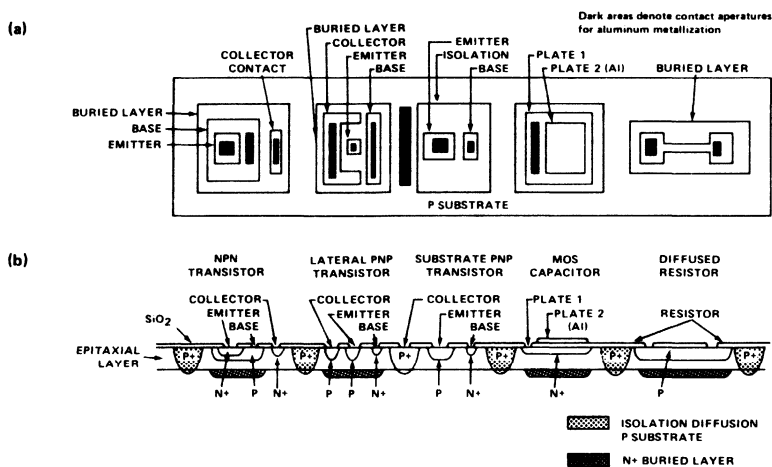 (a)
Dark areas denote contact aperatures
for aluminum metallization
COLLECTOR
CONTACT
BURIED LAYER
COLLECTOR
EMITTER
BASE
EMITTER
ISOLATION
BASE
PLATE 1
PLATE 2 (Al)
BURIED LAYER
BURIED LAYER
BASE
EMITTER
P SUBSTRATE
(b)
NPN
TRANSISTOR
LATERAL PNP
TRANSISTOR
SUBSTRATE PNP
TRANSISTOR
MOS
CAPACITOR
DIFFUSED
RESISTOR
COLLECTOR
EMITTER
BASE
COLLECTOR
EMITTER
BASE
COLLECTOR
EMITTER
BASE
PLATE 1
PLATE 2
(Al)
RESISTOR
SiO2
EPITAXIAL
LAYER
P+
P+
P+
P+
P+
P+
N+
P
N+
P
P
N+
P
N+
N+
P
ISOLATION DIFFUSION
P SUBSTRATE
N+ BURIED LAYER